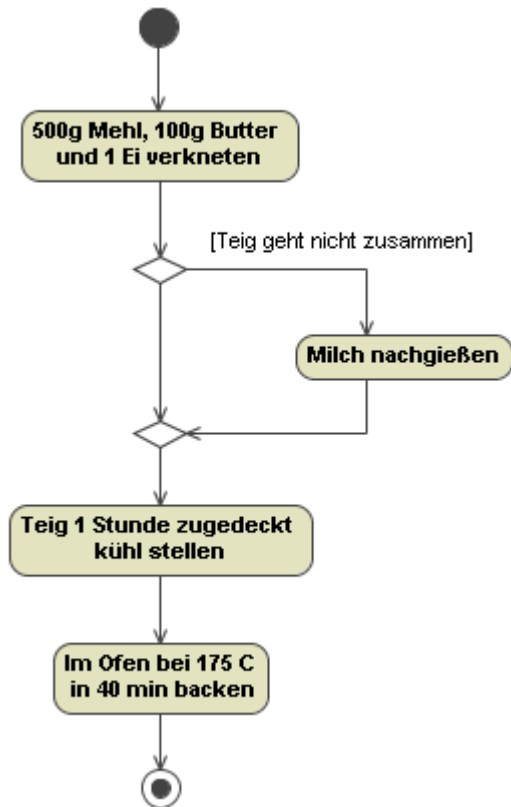 500g Mehl, 100g Butter
und 1 Ei verkneten
[Teig geht nicht zusammen]
Milch nachgießen
Teig 1 Stunde zugedeckt
kühl stellen
Im Ofen bei 175 C
in 40 min backen